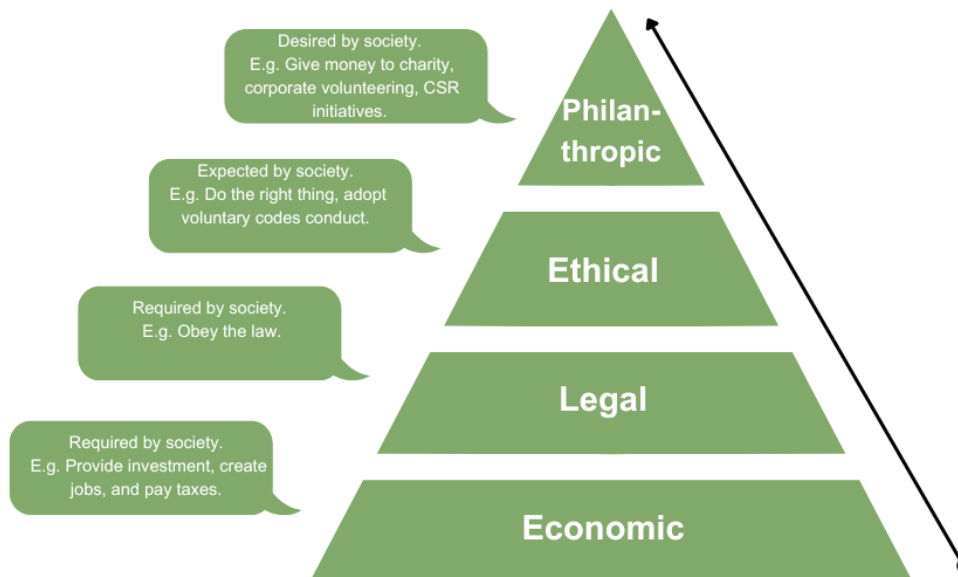 Desired by society.
E.g. Give money to charity,
corporate volunteering, CSR
initiatives.
Philan-
thropic
Expected by society.
E.g. Do the right thing, adopt
voluntary codes conduct.
Ethical
Required by society.
E.g. Obey the law.
Legal
Required by society.
E.g. Provide investment, create
jobs, and pay taxes.
Economic